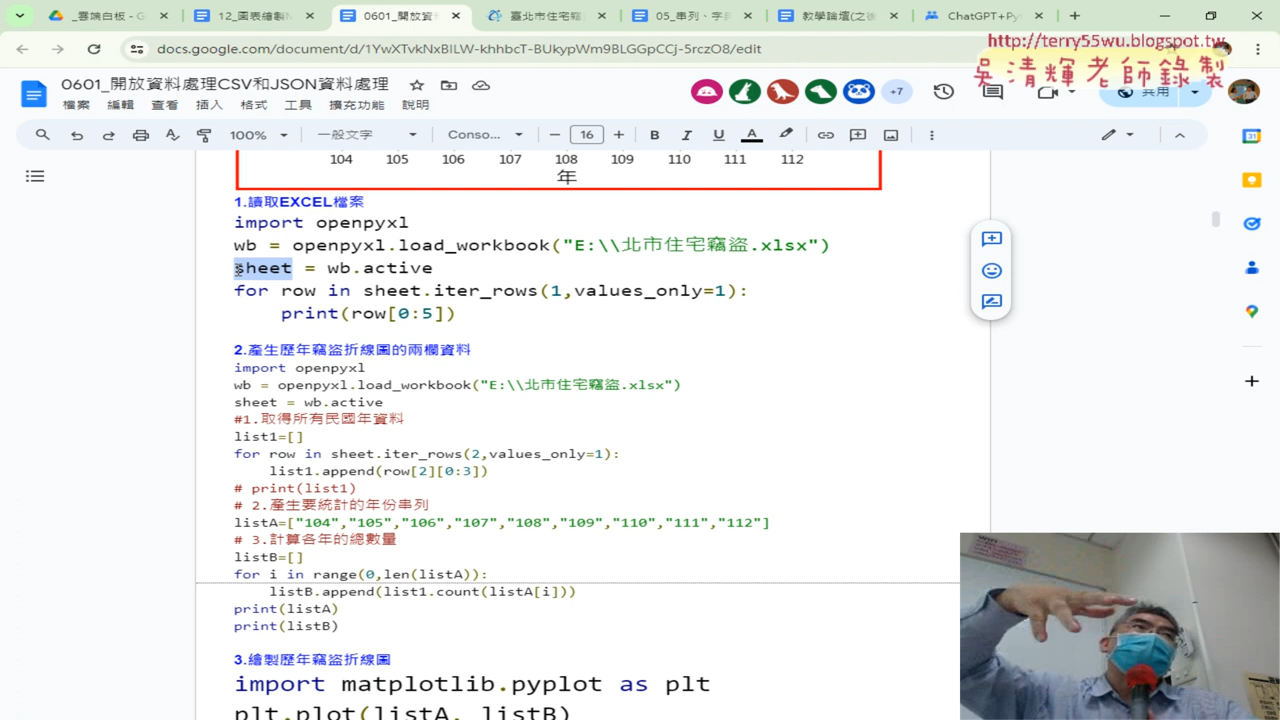 _雲端白板 - G
12_圖表繪製
0601_開放資
臺北市住宅竊
05_串列、字
教學論壇(之後
ChatGPT+Py
docs.google.com/document/d/1YwXTvkNxBlLW-khhbcT-BUkypWm9BLGGpCCj-5rczO8/edit
http://terry55wu.blogspot.tw
吳清輝老師錄製
0601_開放資料處理CSV和JSON資料處理
檔案 編輯 查看 插入 格式 工具 擴充功能 說明
+7
共用
100% 一般文字 Conso... 16 B I U A
104 105 106 107 108 109 110 111 112
年
1.讀取EXCEL檔案
import openpyxl
wb = openpyxl.load_workbook("E:\\北市住宅竊盜.xlsx")
sheet = wb.active
for row in sheet.iter_rows(1,values_only=1):
    print(row[0:5])
2.產生歷年竊盜折線圖的兩欄資料
import openpyxl
wb = openpyxl.load_workbook("E:\\北市住宅竊盜.xlsx")
sheet = wb.active
#1.取得所有民國年資料
list1=[]
for row in sheet.iter_rows(2,values_only=1):
    list1.append(row[2][0:3])
# print(list1)
# 2.產生要統計的年份串列
listA=["104","105","106","107","108","109","110","111","112"]
# 3.計算各年的總數量
listB=[]
for i in range(0,len(listA)):
    listB.append(list1.count(listA[i]))
print(listA)
print(listB)
3.繪製歷年竊盜折線圖
import matplotlib.pyplot as plt
plt.plot(listA, listB)